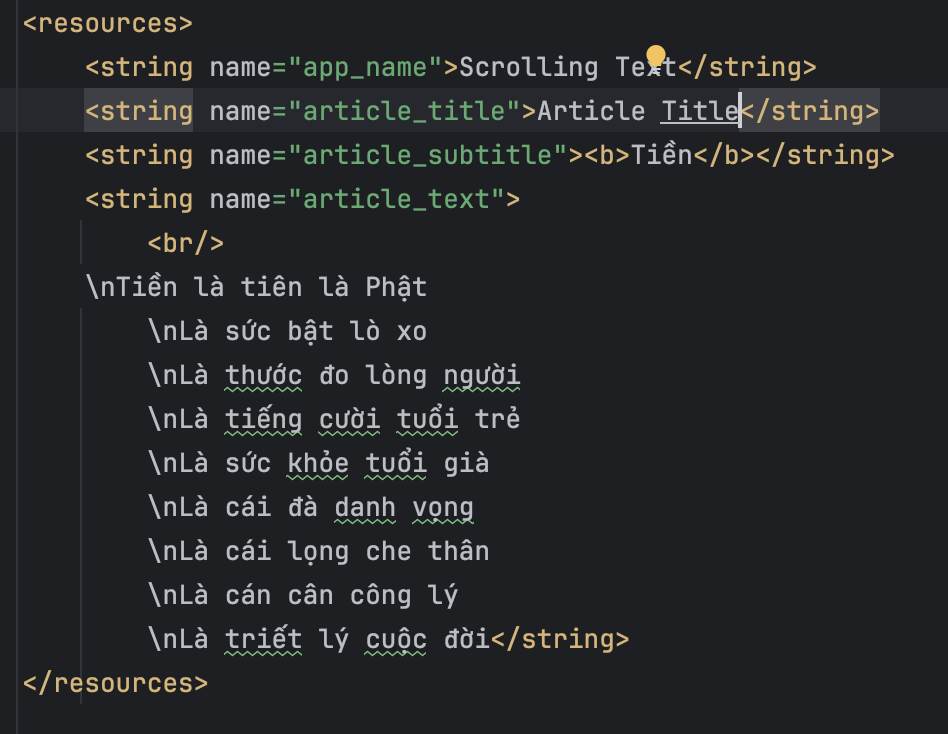 <resources>
<string name="app_name">Scrolling Text</string>
<string name="article_title">Article Title</string>
<string name="article_subtitle"><b>Tiền</b></string>
<string name="article_text">
<br/>
\nTiền là tiên là Phật
\nLà sức bật lò xo
\nLà thước đo lòng người
\nLà tiếng cười tuổi trẻ
\nLà sức khỏe tuổi già
\nLà cái đà danh vọng
\nLà cái lọng che thân
\nLà cán cân công lý
\nLà triết lý cuộc đời</string>
</resources>